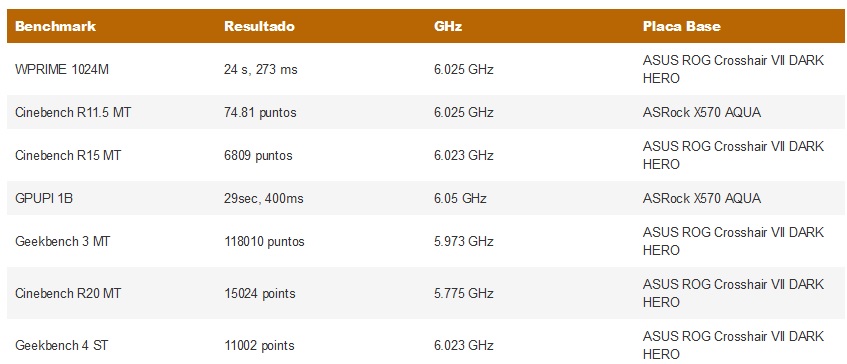 Benchmark Resultado GHz Placa Base
WPRIME 1024M 24 s, 273 ms 6.025 GHz ASUS ROG Crosshair VII DARK
HERO
Cinebench R11.5 MT 74.81 puntos 6.025 GHz ASRock X570 AQUA
Cinebench R15 MT 6809 puntos 6.023 GHz ASUS ROG Crosshair VII DARK
HERO
GPUPI 1B 29sec, 400ms 6.05 GHz ASRock X570 AQUA
Geekbench 3 MT 118010 puntos 5.973 GHz ASUS ROG Crosshair VII DARK
HERO
Cinebench R20 MT 15024 points 5.775 GHz ASUS ROG Crosshair VII DARK
HERO
Geekbench 4 ST 11002 points 6.023 GHz ASUS ROG Crosshair VII DARK
HERO